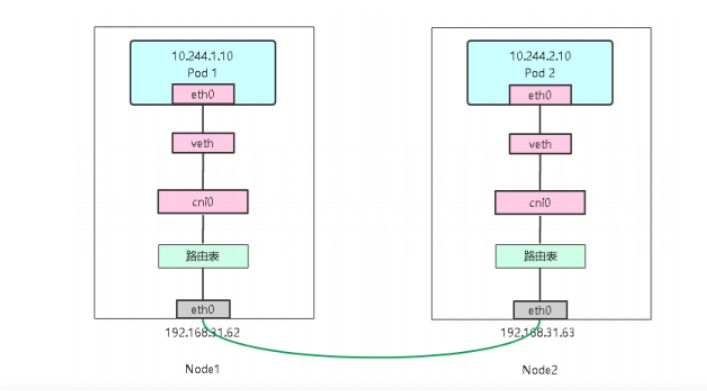 10.244.1.10
Pod 1
eth0
veth
cni0
路由表
eth0
192.168.31.62
Node1
10.244.2.10
Pod 2
eth0
veth
cni0
路由表
eth0
192.168.31.63
Node2